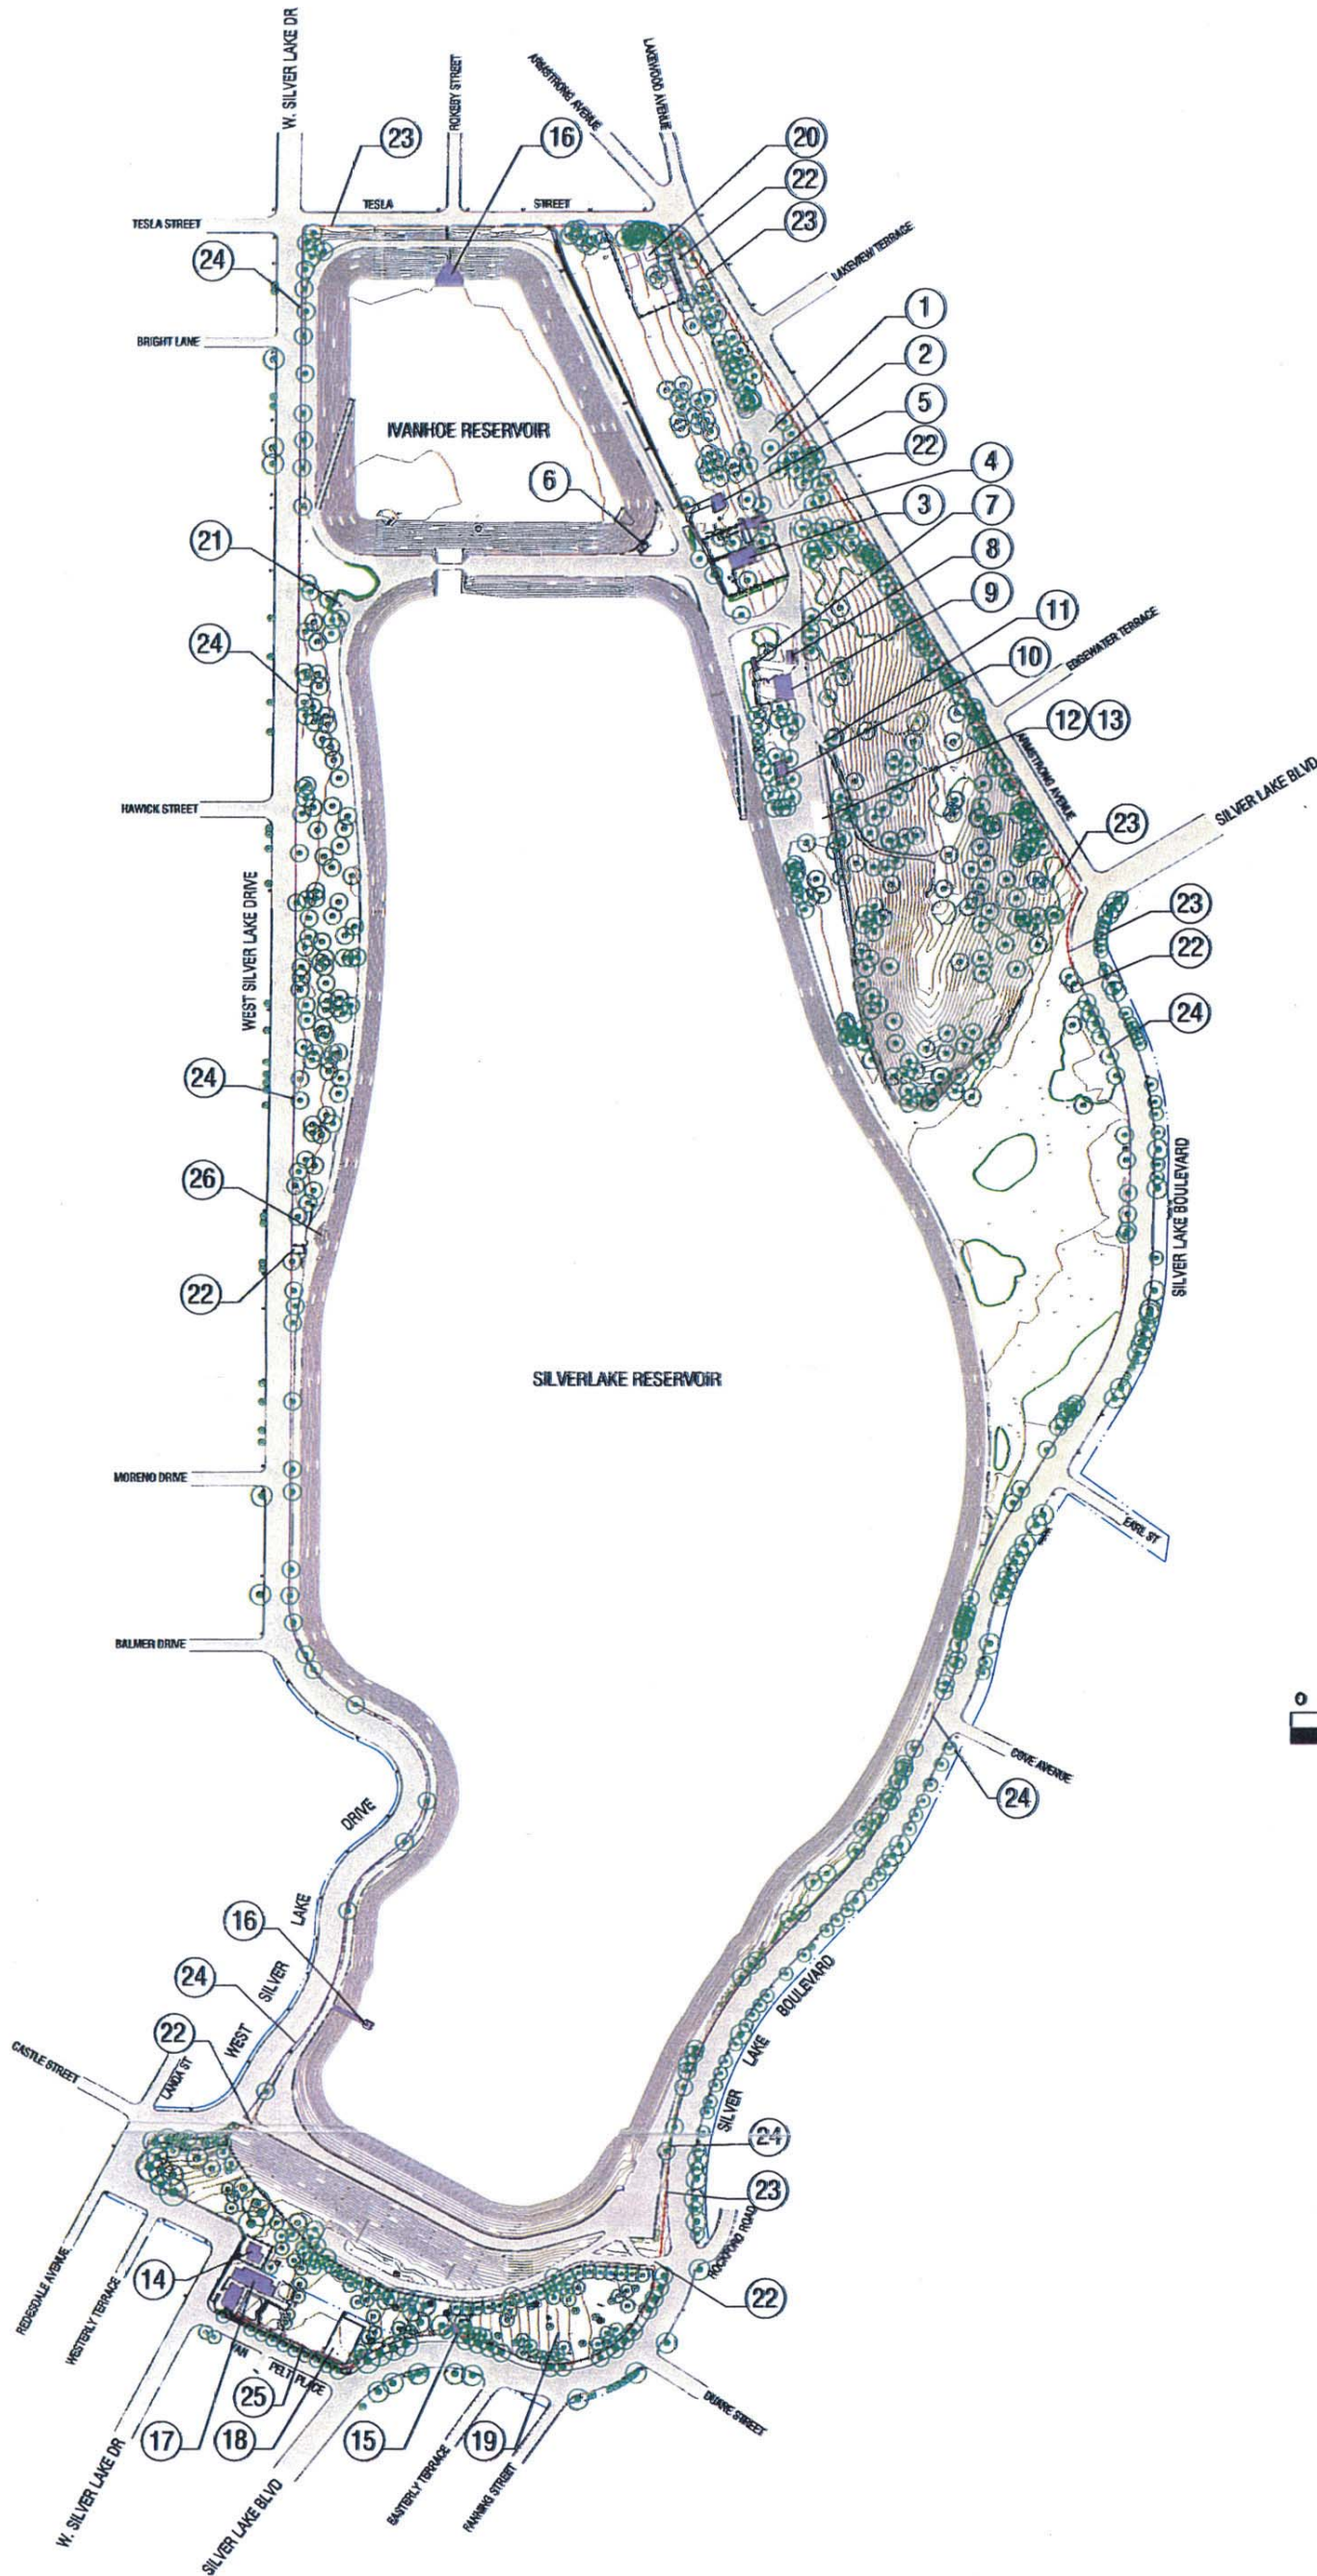 W. SILVER LAKE DR
ROKEBY STREET
ARMSTRONG AVENUE
LAKEWOOD AVENUE
23
16
20
TESLA STREET
TESLA STREET
22
23
24
LAKEVIEW TERRACE
1
BRIGHT LANE
2
5
IVANHOE RESERVOIR
22
4
6
3
7
21
8
9
11
24
10
EDGEWATER TERRACE
12 13
ARMSTRONG AVENUE
SILVER LAKE BLVD
HAWICK STREET
23
23
WEST SILVER LAKE DRIVE
22
24
24
26
SILVER LAKE BOULEVARD
22
SILVERLAKE RESERVOIR
MORENO DRIVE
EARL ST
BALMER DRIVE
0
COVE AVENUE
24
WEST SILVER LAKE DRIVE
16
24
SILVER LAKE BOULEVARD
22
CASTLE STREET
LANDA ST
24
23
ROCKFORD ROAD
14
22
REDESDALE AVENUE
WESTERLY TERRACE
VAN PELT PLACE
25
DUANE STREET
17
18
15
19
EASTERLY TERRACE
FANNING STREET
W. SILVER LAKE DR
SILVER LAKE BLVD